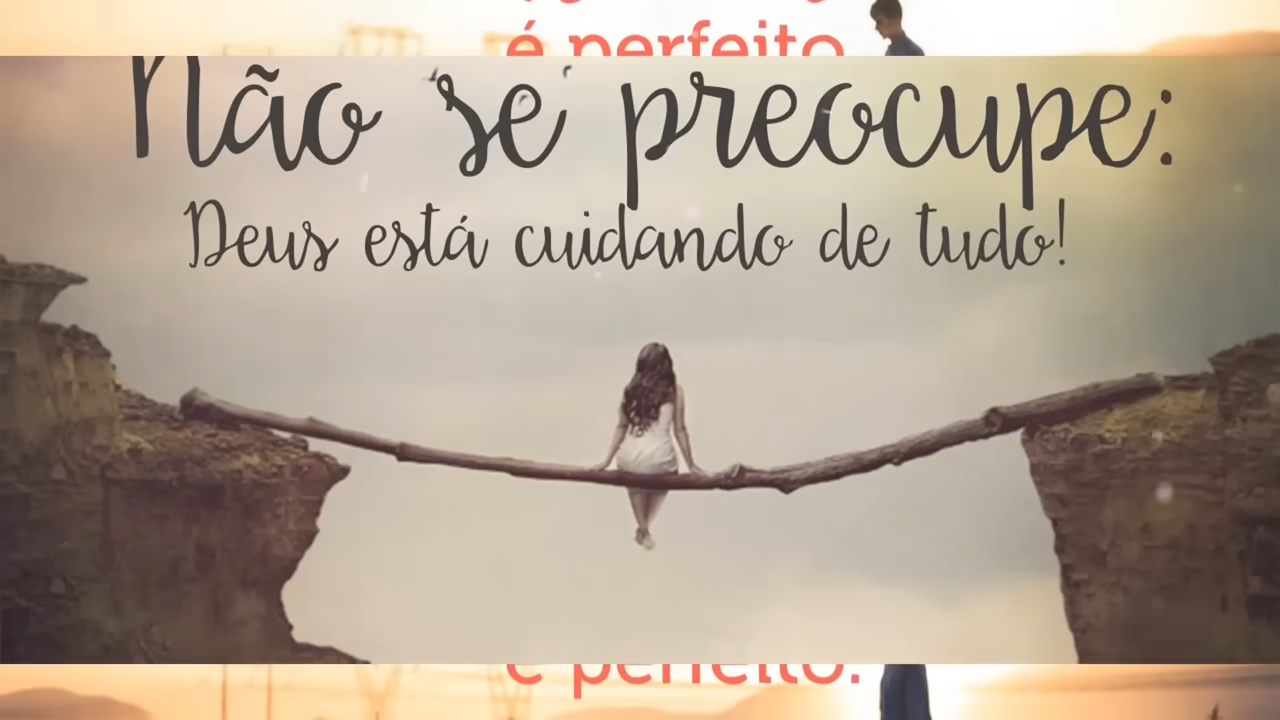 é perfeito.
Não se preocupe:
Deus está cuidando de tudo!
é perfeito.